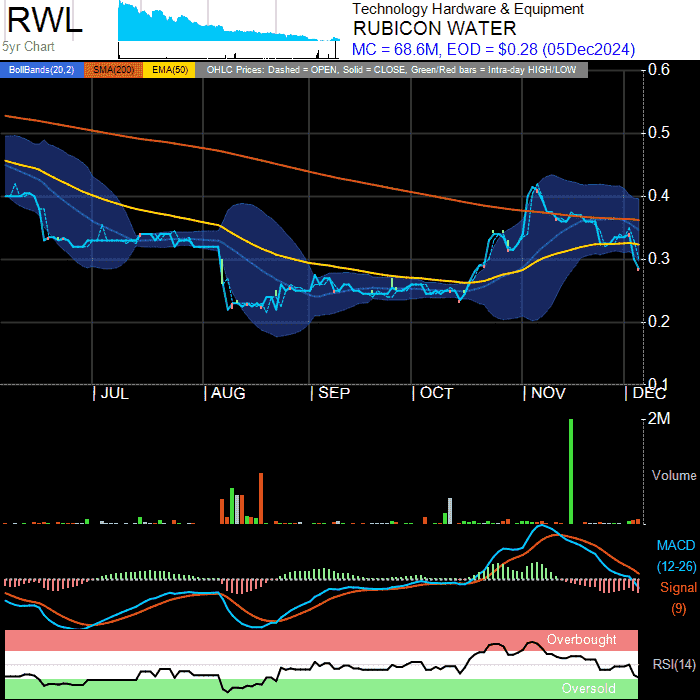 RWL
5yr Chart
Technology Hardware & Equipment
RUBICON WATER
MC = 68.6M, EOD = $0.28 (05Dec2024)
BollBands(20,2) SMA(200) EMA(50) OHLC Prices: Dashed = OPEN, Solid = CLOSE, Green/Red bars = Intra-day HIGH/LOW
0.6
0.5
0.4
0.3
0.2
0.1
| JUL | AUG | SEP | OCT | NOV | DEC
2M
Volume
MACD
(12-26)
Signal
(9)
Overbought
RSI(14)
Oversold